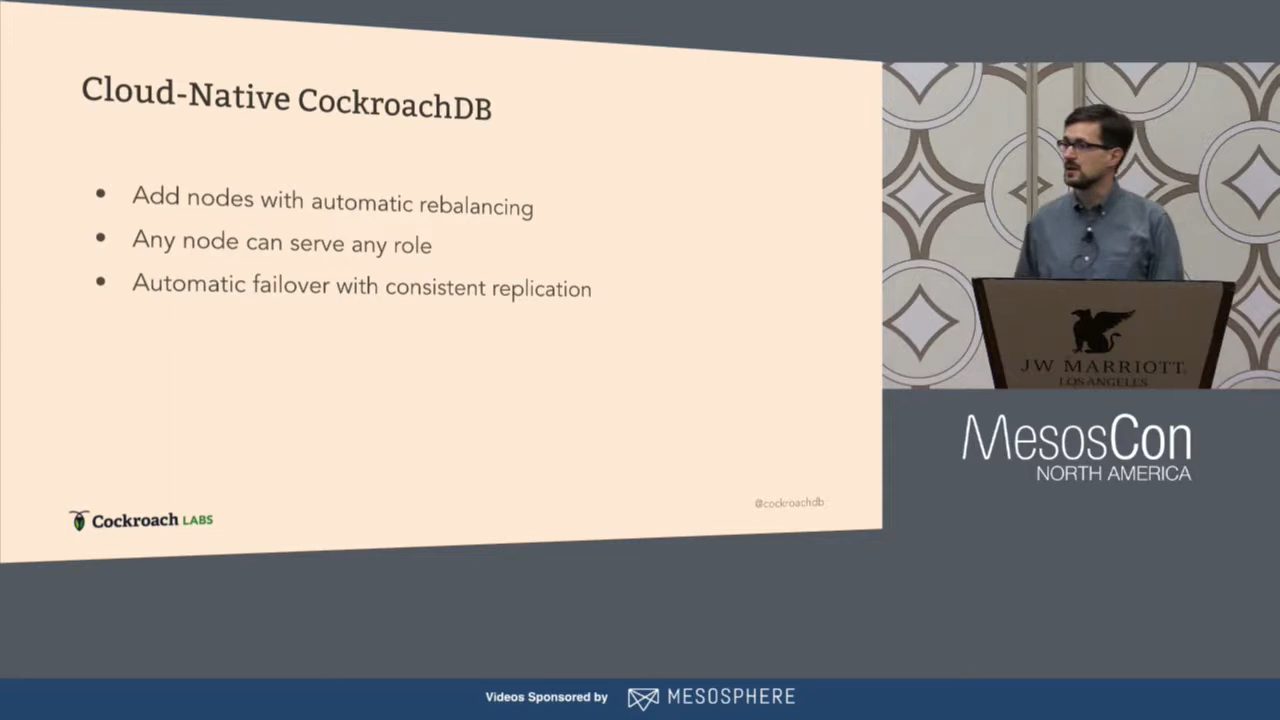 Cloud-Native CockroachDB
Add nodes with automatic rebalancing
Any node can serve any role
Automatic failover with consistent replication
Cockroach LABS
@cockroachdb
JW MARRIOTT
LOS ANGELES
MesosCon
NORTH AMERICA
Videos Sponsored by MESOSPHERE